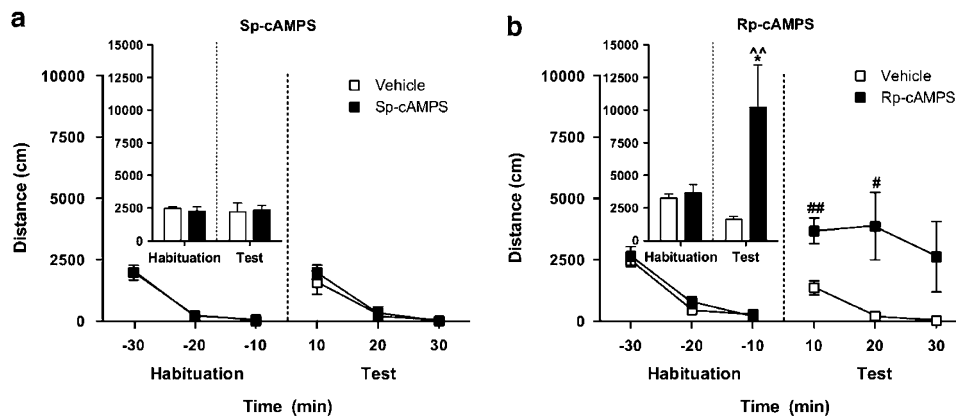 a
Sp-cAMPS
15000
12500
10000
7500
5000
2500
0
Habituation Test
10000
5000
2500
0
Distance (cm)
Vehicle
Sp-cAMPS
-30 -20 -10 10 20 30
Habituation Test
Time (min)
b
Rp-cAMPS
15000
12500
10000
7500
5000
2500
0
^^
*
Habituation Test
10000
5000
2500
0
Distance (cm)
Vehicle
Rp-cAMPS
##
#
-30 -20 -10 10 20 30
Habituation Test
Time (min)